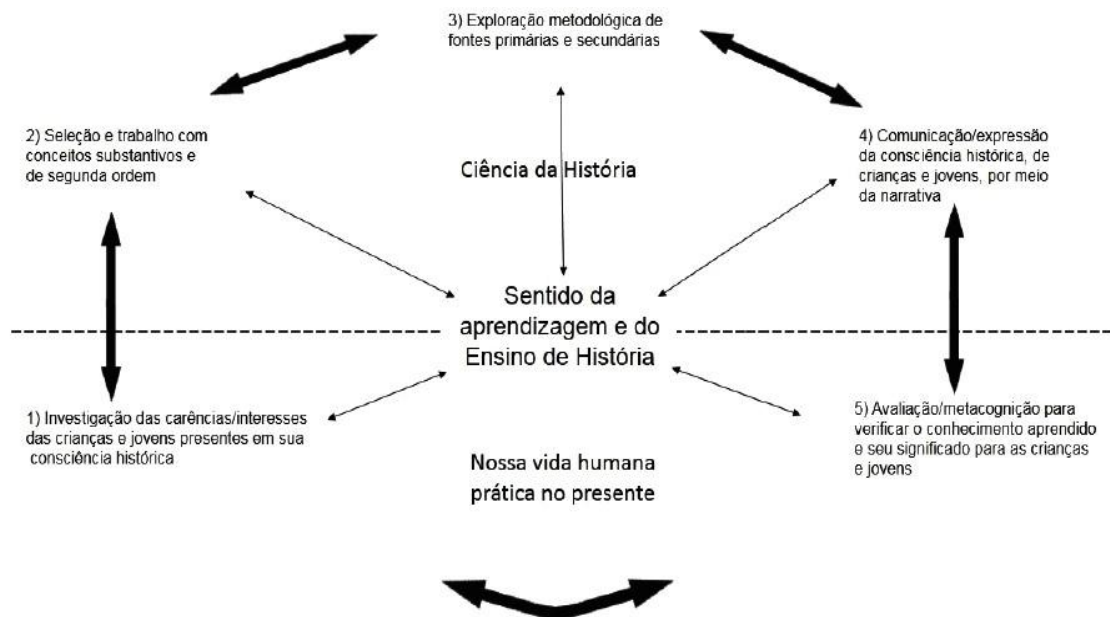 3) Exploração metodológica de
fontes primárias e secundárias
2) Seleção e trabalho com
conceitos substantivos e
de segunda ordem
4) Comunicação/expressão
da consciência histórica, de
crianças e jovens, por meio
da narrativa
Ciência da História
Sentido da
aprendizagem e do
Ensino de História
1) Investigação das carências/interesses
das crianças e jovens presentes em sua
consciência histórica
5) Avaliação/metacognição para
verificar o conhecimento aprendido
e seu significado para as crianças
e jovens
Nossa vida humana
prática no presente